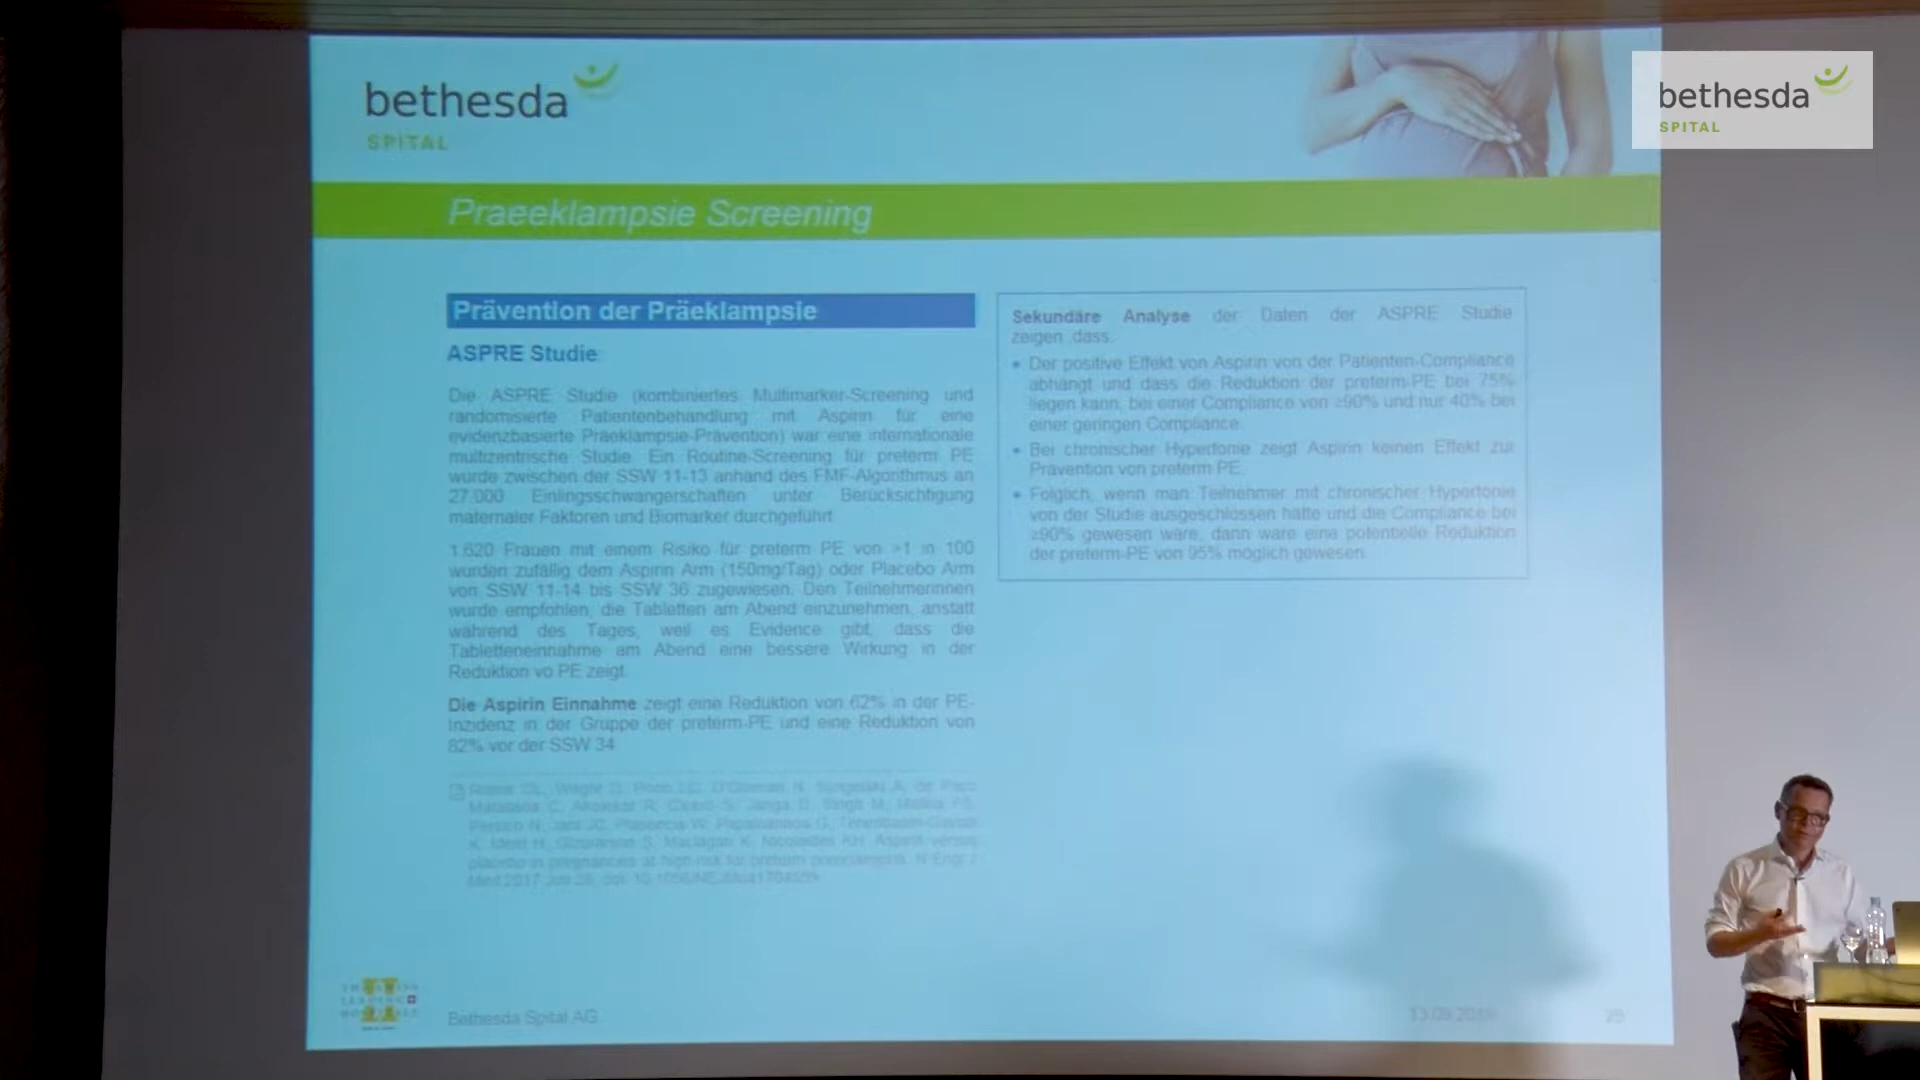 bethesda
SPITAL
bethesda
SPITAL
Praeeklampsie Screening
Prävention der Präeklampsie
ASPRE Studie
Die ASPRE Studie (kombiniertes Multimarker-Screening und
randomisierte Patientenbehandlung mit Aspirin für eine
evidenzbasierte Präeklampsie-Prävention) war eine internationale
multizentrische Studie. Ein Routine-Screening für preterm PE
wurde zwischen der SSW 11-13 anhand des FMF-Algorithmus an
27.000 Einlingsschwangerschaften unter Berücksichtigung
maternaler Faktoren und Biomarker durchgeführt
1.620 Frauen mit einem Risiko für preterm PE von >1 in 100
wurden zufällig dem Aspirin Arm (150mg/Tag) oder Placebo Arm
von SSW 11-14 bis SSW 36 zugewiesen. Den Teilnehmerinnen
wurde empfohlen, die Tabletten am Abend einzunehmen, anstatt
während des Tages, weil es Evidence gibt, dass die
Tabletteneinnahme am Abend eine bessere Wirkung in der
Reduktion vo PE zeigt.
Die Aspirin Einnahme zeigt eine Reduktion von 62% in der PE-
Inzidenz in der Gruppe der preterm-PE und eine Reduktion von
82% vor der SSW 34
placebo in pregnancies at high risk for preterm preeclampsia. N Engl J
Med 2017
Sekundäre Analyse der Daten der ASPRE Studie
zeigen, dass:
• Der positive Effekt von Aspirin von der Patienten-Compliance
abhängt und dass die Reduktion der preterm-PE bei 75%
liegen kann, bei einer Compliance von ≥90% und nur 40% bei
einer geringen Compliance.
• Bei chronischer Hypertonie zeigt Aspirin keinen Effekt zur
Prävention von preterm PE.
• Folglich, wenn man Teilnehmer mit chronischer Hypertonie
von der Studie ausgeschlossen hätte und die Compliance bei
≥90% gewesen wäre, dann wäre eine potentielle Reduktion
der preterm-PE von 95% möglich gewesen.
Bethesda Spital AG